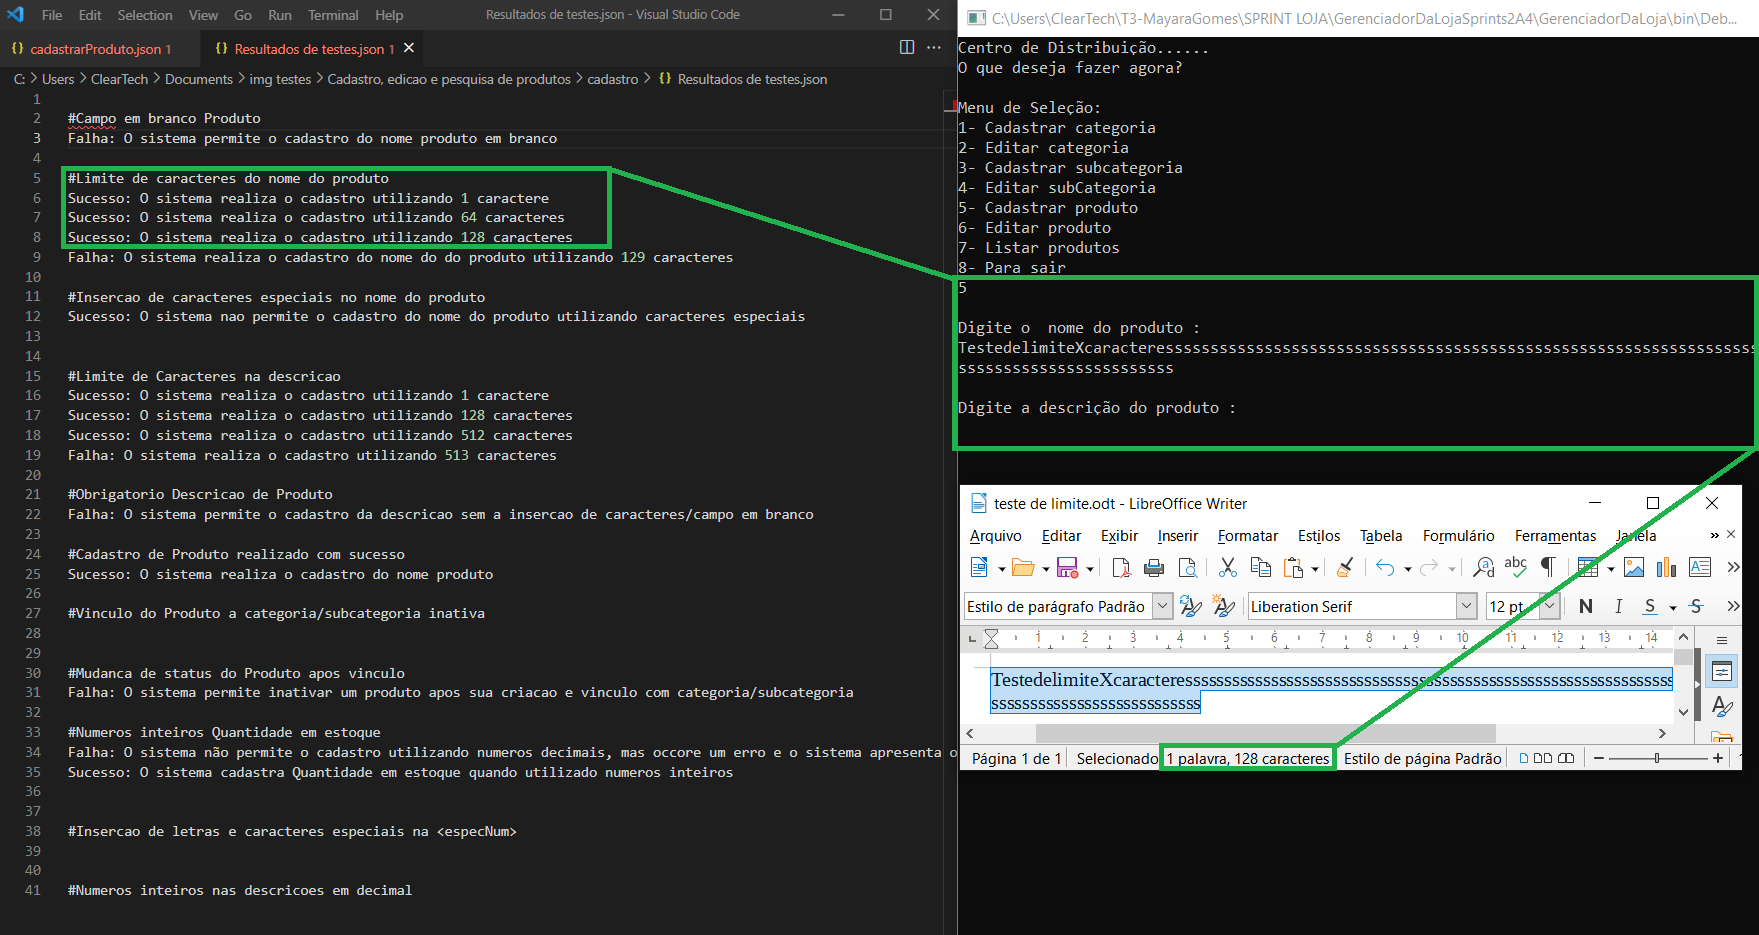 File Edit Selection View Go Run Terminal Help Resultados de testes.json - Visual Studio Code
{} cadastrarProduto.json 1 {} Resultados de testes.json 1
C: > Users > ClearTech > Documents > img testes > Cadastro, edicao e pesquisa de produtos > cadastro > {} Resultados de testes.json
1
2 #Campo em branco Produto
3 Falha: O sistema permite o cadastro do nome produto em branco
4
5 #Limite de caracteres do nome do produto
6 Sucesso: O sistema realiza o cadastro utilizando 1 caractere
7 Sucesso: O sistema realiza o cadastro utilizando 64 caracteres
8 Sucesso: O sistema realiza o cadastro utilizando 128 caracteres
9 Falha: O sistema realiza o cadastro do nome do do produto utilizando 129 caracteres
10
11 #Insercao de caracteres especiais no nome do produto
12 Sucesso: O sistema nao permite o cadastro do nome do produto utilizando caracteres especiais
13
14
15 #Limite de Caracteres na descricao
16 Sucesso: O sistema realiza o cadastro utilizando 1 caractere
17 Sucesso: O sistema realiza o cadastro utilizando 128 caracteres
18 Sucesso: O sistema realiza o cadastro utilizando 512 caracteres
19 Falha: O sistema realiza o cadastro utilizando 513 caracteres
20
21 #Obrigatorio Descricao de Produto
22 Falha: O sistema permite o cadastro da descricao sem a insercao de caracteres/campo em branco
23
24 #Cadastro de Produto realizado com sucesso
25 Sucesso: O sistema realiza o cadastro do nome produto
26
27 #Vinculo do Produto a categoria/subcategoria inativa
28
29
30 #Mudanca de status do Produto apos vinculo
31 Falha: O sistema permite inativar um produto apos sua criacao e vinculo com categoria/subcategoria
32
33 #Numeros inteiros Quantidade em estoque
34 Falha: O sistema não permite o cadastro utilizando numeros decimais, mas occore um erro e o sistema apresenta o
35 Sucesso: O sistema cadastra Quantidade em estoque quando utilizado numeros inteiros
36
37
38 #Insercao de letras e caracteres especiais na <especNum>
39
40
41 #Numeros inteiros nas descricoes em decimal
C:\Users\ClearTech\T3-MayaraGomes\SPRINT LOJA\GerenciadorDaLojaSprints2A4\GerenciadorDaLoja\bin\Deb...
Centro de Distribuição......
O que deseja fazer agora?
Menu de Seleção:
1- Cadastrar categoria
2- Editar categoria
3- Cadastrar subcategoria
4- Editar subCategoria
5- Cadastrar produto
6- Editar produto
7- Listar produtos
8- Para sair
5
Digite o  nome do produto :
TestedelimiteXcaracteressssssssssssssssssssssssssssssssssssssssssssssssssssssssssssssssss
ssssssssssssssssssssssss
Digite a descrição do produto :
teste de limite.odt - LibreOffice Writer
Arquivo Editar Exibir Inserir Formatar Estilos Tabela Formulário Ferramentas Janela »
abc
Estilo de parágrafo Padrão Liberation Serif 12 pt N I S S »
1 2 3 4 5 6 7 8 9 10 11 12 13 14
TestedelimiteXcaracteresssssssssssssssssssssssssssssssssssssssssssssssssssssssssssssss
sssssssssssssssssssssssssss
Página 1 de 1 Selecionado 1 palavra, 128 caracteres Estilo de página Padrão